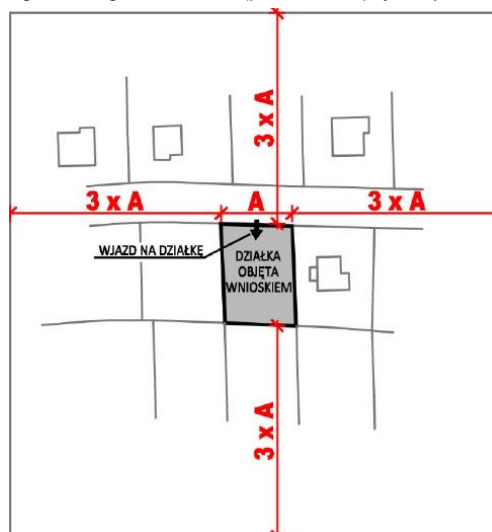 3 x A
3 x A
A
3 x A
WJAZD NA DZIAŁKĘ
DZIAŁKA
OBJĘTA
WNIOSKIEM
3 x A